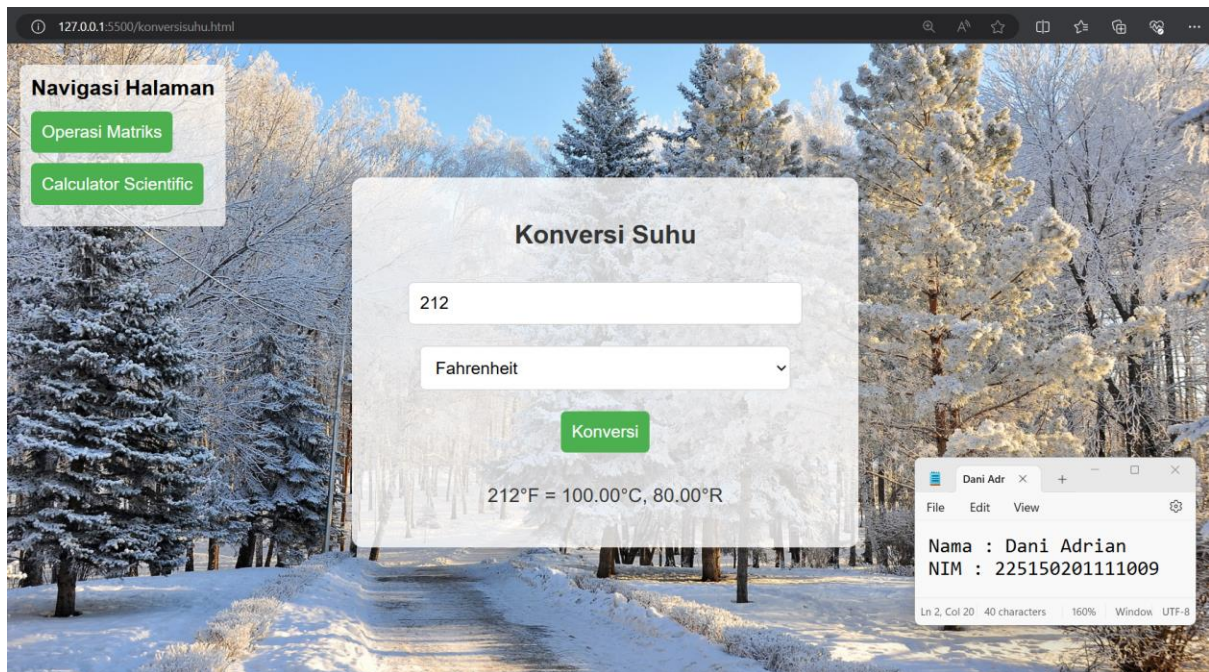 127.0.0.1:5500/konversisuhu.html
Navigasi Halaman
Operasi Matriks
Calculator Scientific
Konversi Suhu
212
Fahrenheit
Konversi
212°F = 100.00°C, 80.00°R
Dani Adr
File Edit View
Nama : Dani Adrian
NIM : 225150201111009
Ln 2, Col 20 40 characters 160% Window UTF-8